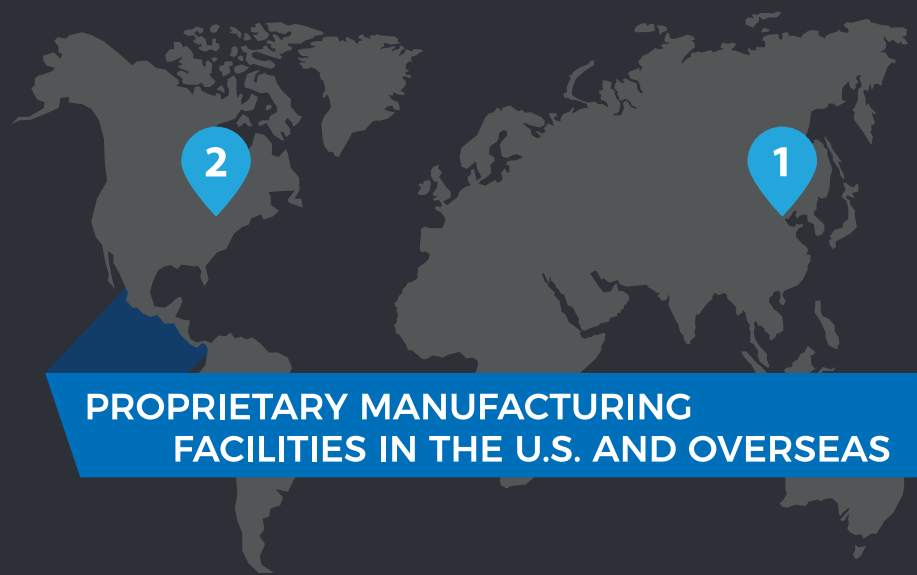 2
1
PROPRIETARY MANUFACTURING
FACILITIES IN THE U.S. AND OVERSEAS